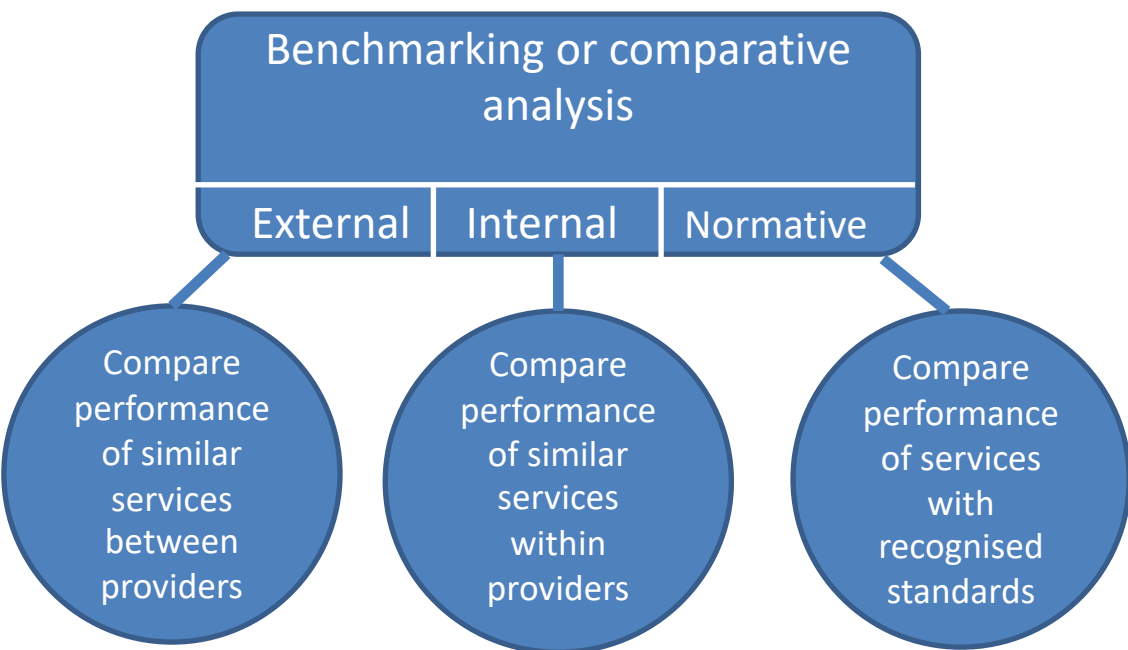 Benchmarking or comparative
analysis
External
Internal
Normative
Compare
performance
of similar
services
between
providers
Compare
performance
of similar
services
within
providers
Compare
performance
of services
with
recognised
standards